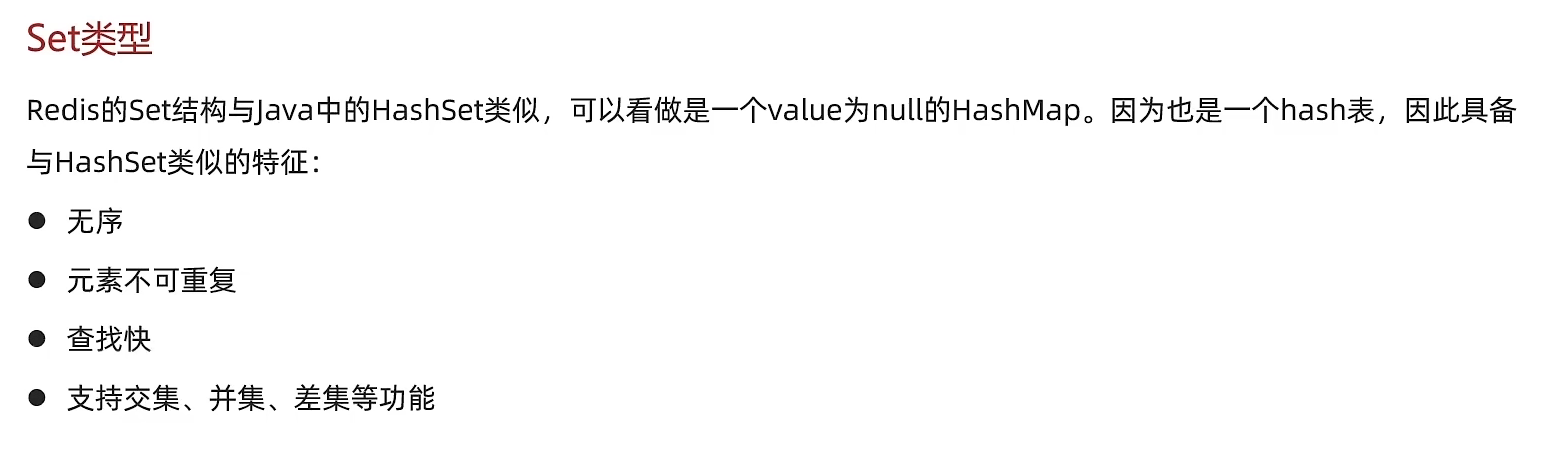 Set类型
Redis的Set结构与Java中的HashSet类似，可以看做是一个value为null的HashMap。因为也是一个hash表，因此具备
与HashSet类似的特征：
● 无序
● 元素不可重复
● 查找快
● 支持交集、并集、差集等功能